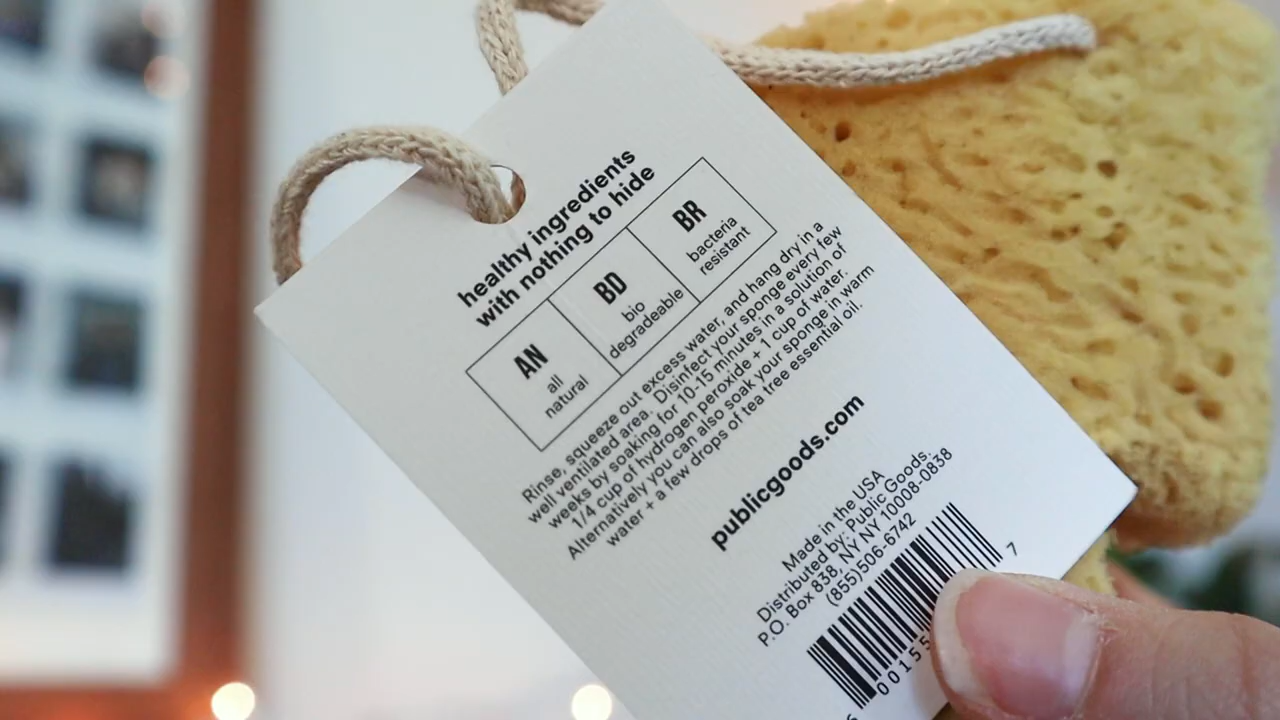 healthy ingredients
with nothing to hide
AN
all
natural
BD
bio
degradeable
BR
bacteria
resistant
Rinse, squeeze out excess water, and hang dry in a
well ventilated area. Disinfect your sponge every few
weeks by soaking for 10-15 minutes in a solution of
1/4 cup of hydrogen peroxide + 1 cup of water.
Alternatively you can also soak your sponge in warm
water + a few drops of tea tree essential oil.
publicgoods.com
Made in the USA
Distributed by: Public Goods.
P.O. Box 838, NY NY 10008-0838
(855)506-6742
00155
7